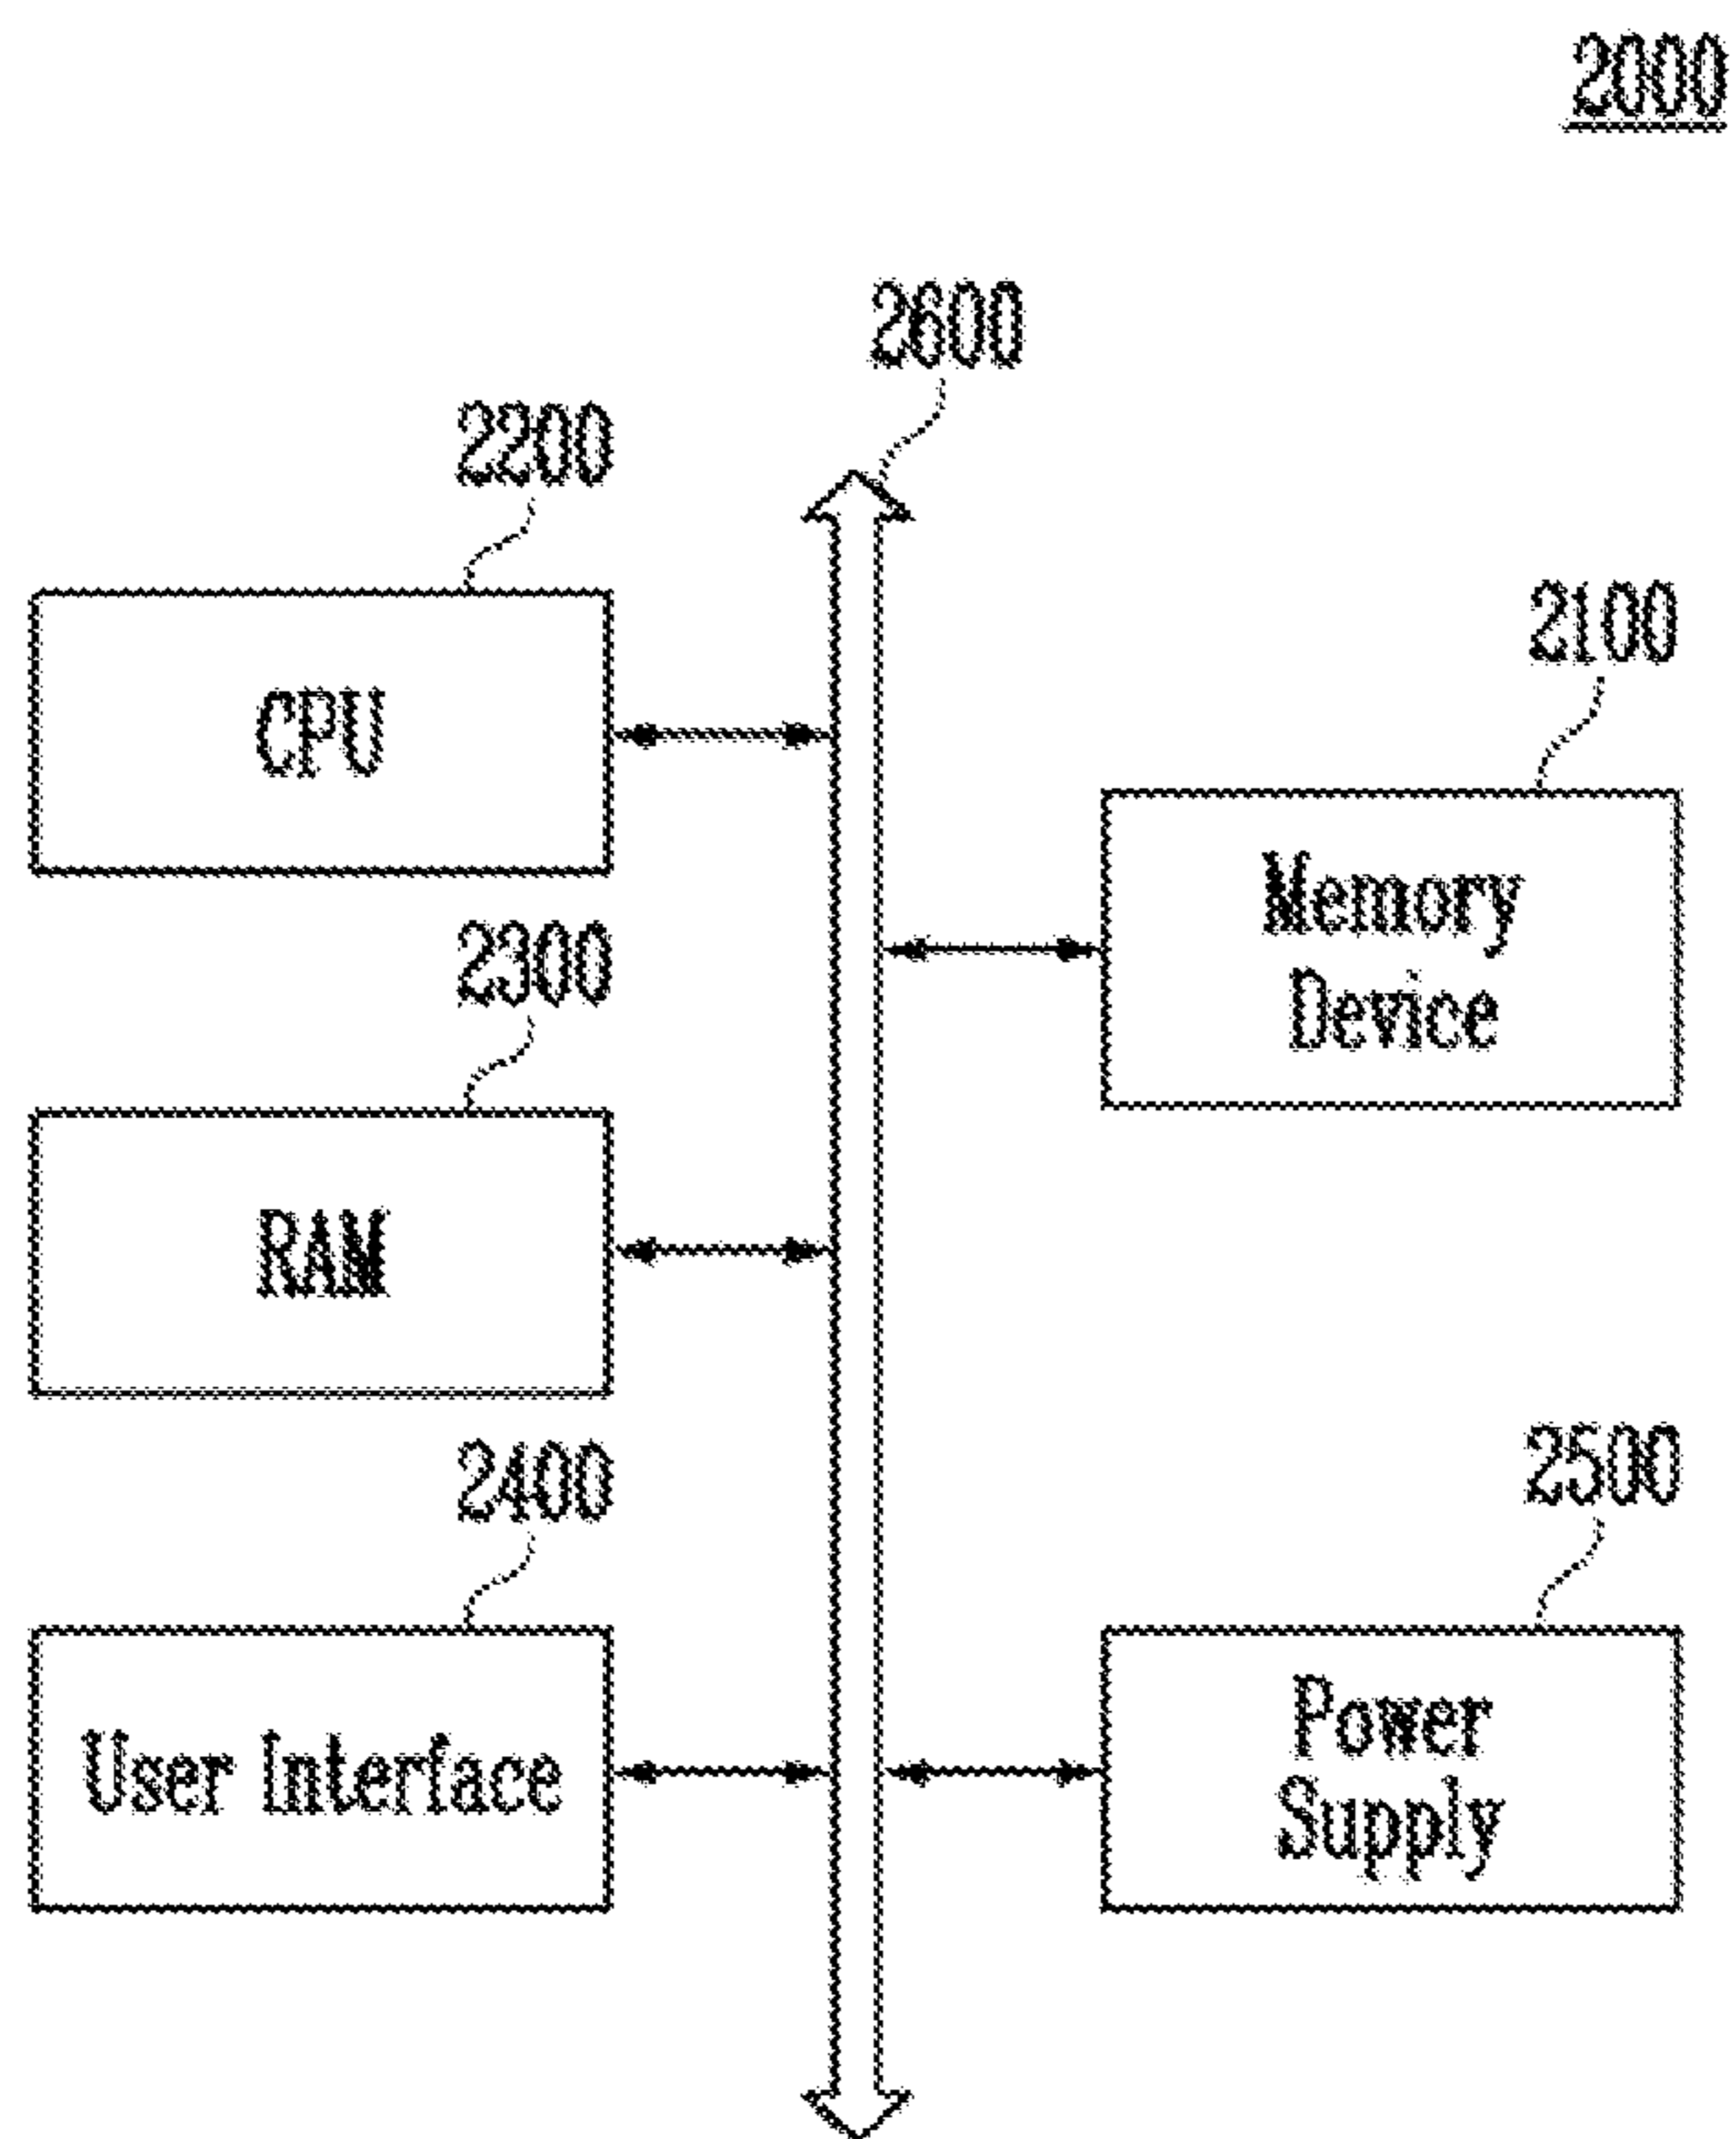 2000
2600
2200
CPU
2100
Memory
Device
2300
RAM
2400
User Interface
2500
Power
Supply